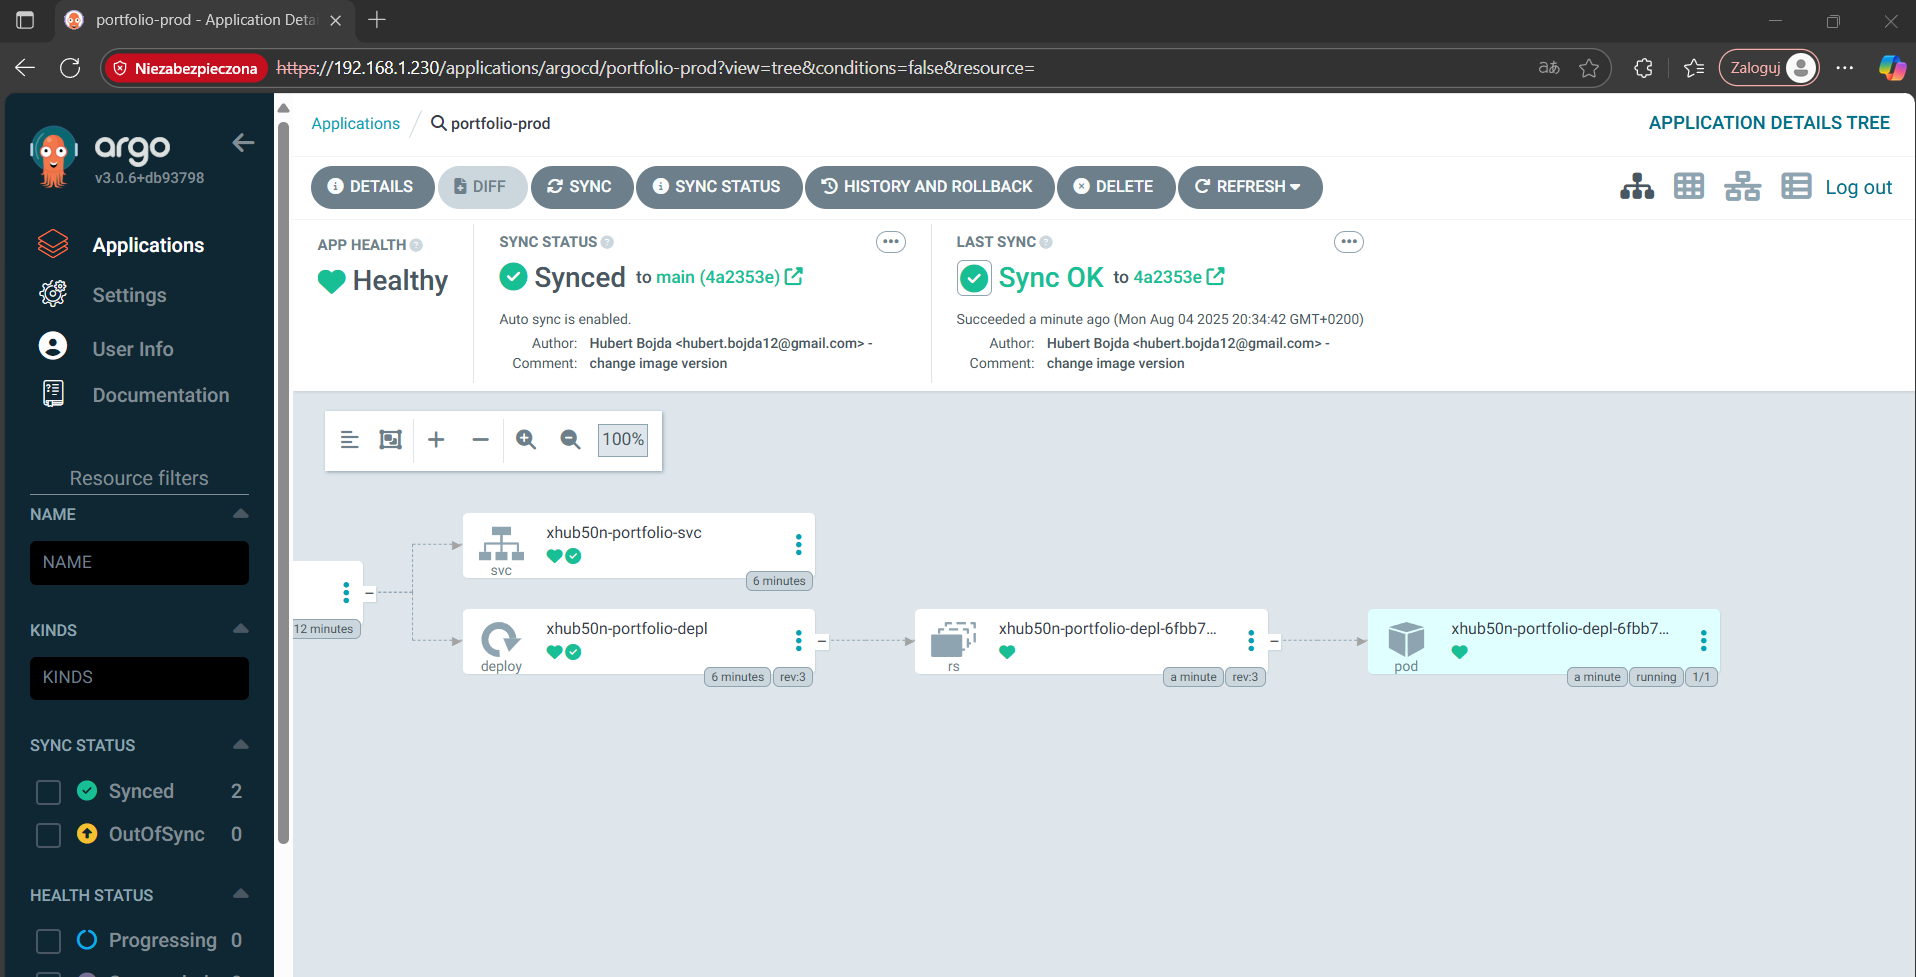 portfolio-prod - Application Deta
Niezabezpieczona
https://192.168.1.230/applications/argocd/portfolio-prod?view=tree&conditions=false&resource=
aあ
Zaloguj
argo
v3.0.6+db93798
Applications
Settings
User Info
Documentation
Resource filters
NAME
NAME
KINDS
KINDS
SYNC STATUS
Synced 2
OutOfSync 0
HEALTH STATUS
Progressing 0
Applications / portfolio-prod
APPLICATION DETAILS TREE
DETAILS
DIFF
SYNC
SYNC STATUS
HISTORY AND ROLLBACK
DELETE
REFRESH
Log out
APP HEALTH
Healthy
SYNC STATUS
Synced to main (4a2353e)
Auto sync is enabled.
Author: Hubert Bojda <hubert.bojda12@gmail.com> -
Comment: change image version
LAST SYNC
Sync OK to 4a2353e
Succeeded a minute ago (Mon Aug 04 2025 20:34:42 GMT+0200)
Author: Hubert Bojda <hubert.bojda12@gmail.com> -
Comment: change image version
100%
12 minutes
xhub50n-portfolio-svc
svc
6 minutes
xhub50n-portfolio-depl
deploy
6 minutes rev:3
xhub50n-portfolio-depl-6fbb7...
rs
a minute rev:3
xhub50n-portfolio-depl-6fbb7...
pod
a minute running 1/1